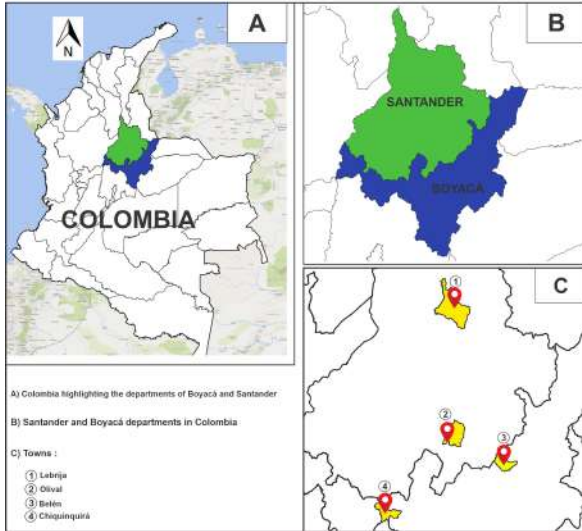 A
N
COLOMBIA
B
SANTANDER
BOYACÁ
C
1
2
3
4
A) Colombia highlighting the departments of Boyacá and Santander
B) Santander and Boyacá departments in Colombia
C) Towns :
1 Lebrija
2 Olival
3 Belén
4 Chiquinquirá